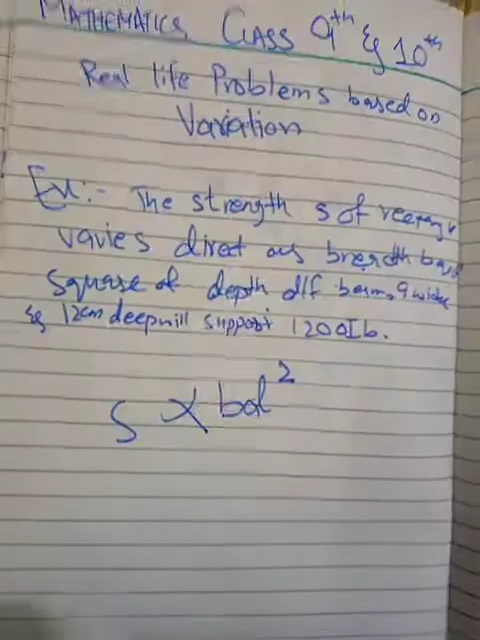 MATHEMATICS CLASS 9th & 10th
Real life Problems based on
Variation
Ex:- The strength s of
varies direct as breadth b
square of depth d If beam 9 wide
& 12cm deep will support 1200Ib.
S ∝ bd²